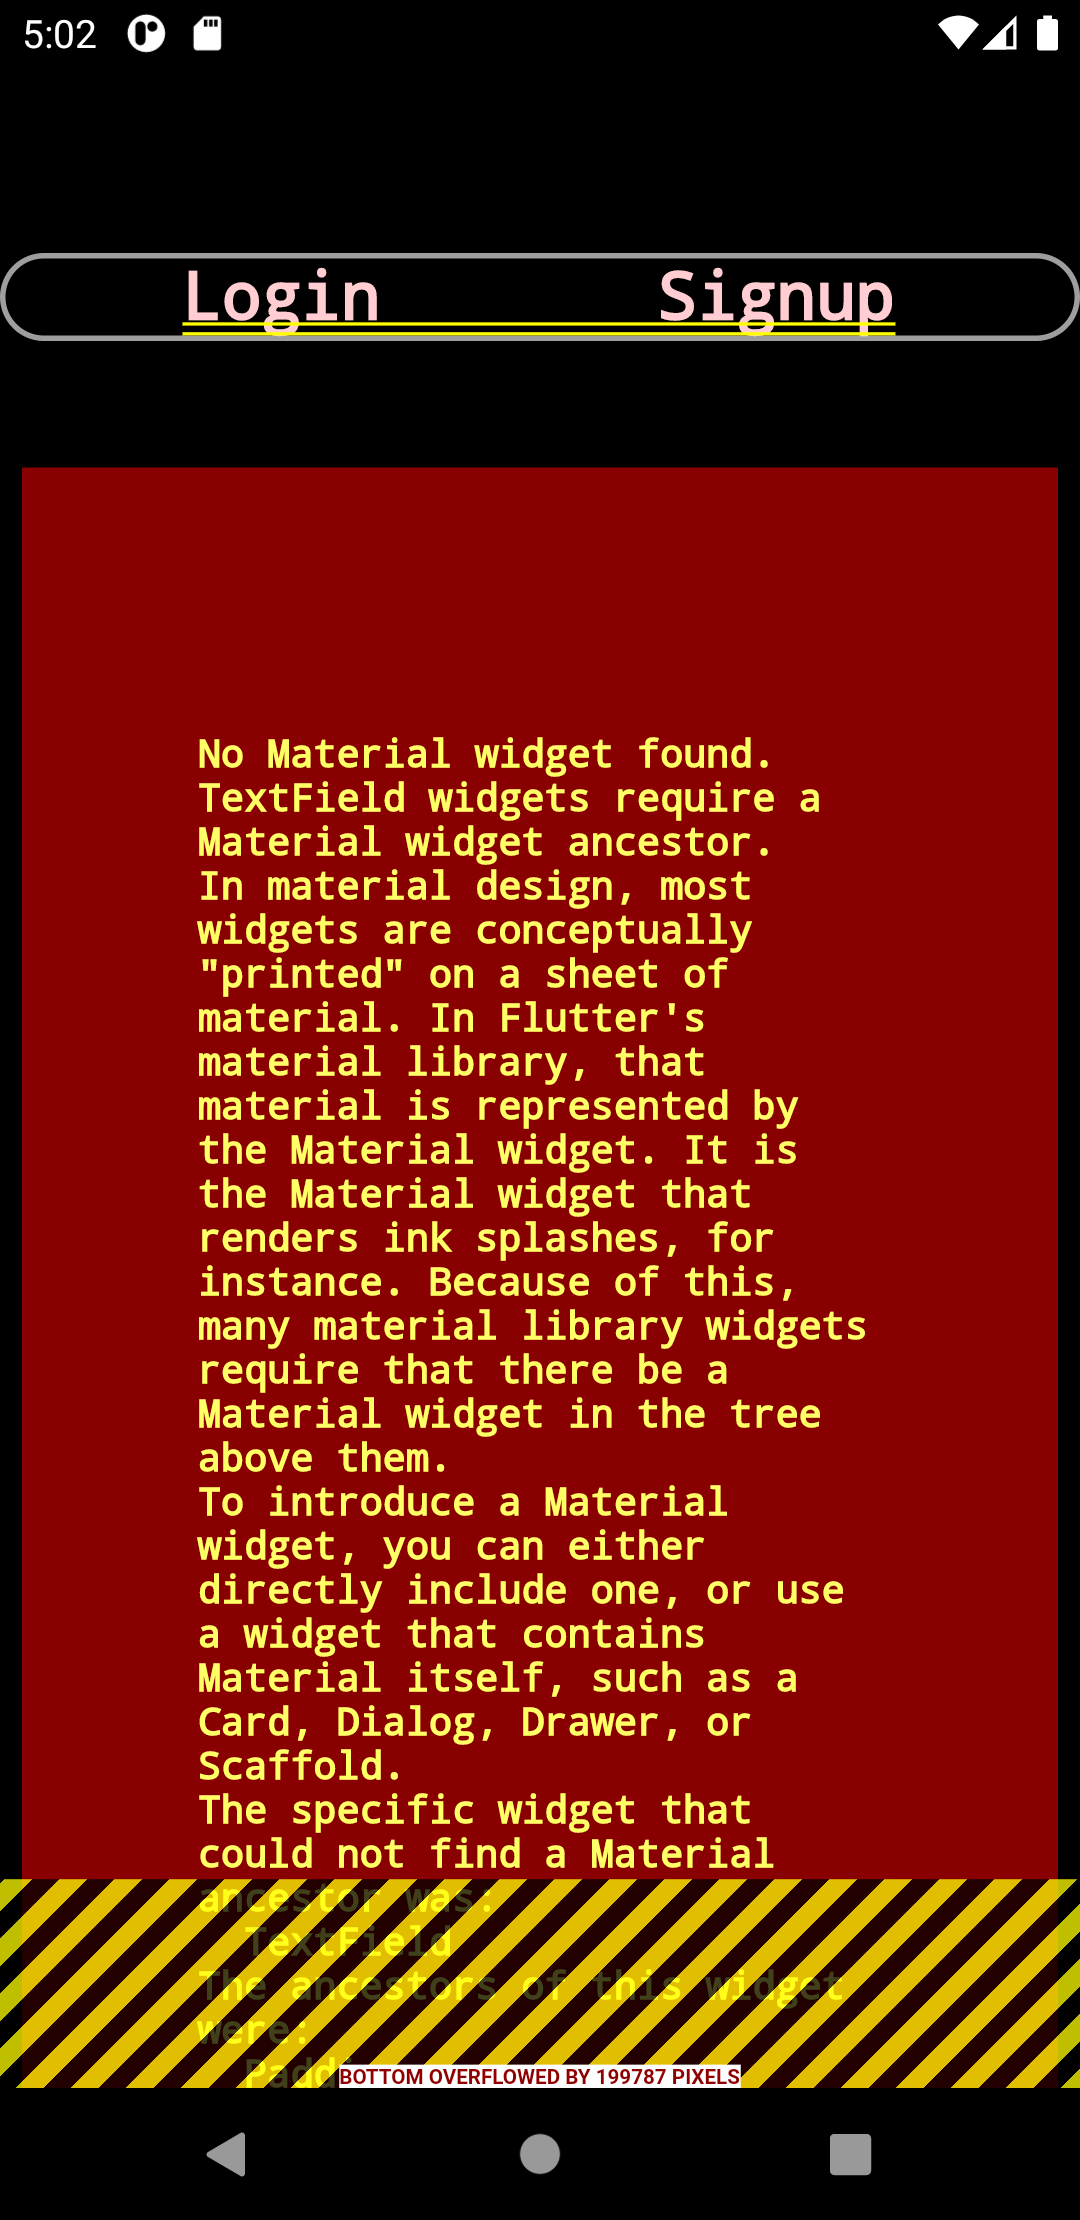 5:02
Login Signup
No Material widget found.
TextField widgets require a
Material widget ancestor.
In material design, most
widgets are conceptually
"printed" on a sheet of
material. In Flutter's
material library, that
material is represented by
the Material widget. It is
the Material widget that
renders ink splashes, for
instance. Because of this,
many material library widgets
require that there be a
Material widget in the tree
above them.
To introduce a Material
widget, you can either
directly include one, or use
a widget that contains
Material itself, such as a
Card, Dialog, Drawer, or
Scaffold.
The specific widget that
could not find a Material
ancestor was:
TextField
The ancestors of this widget
were:
BOTTOM OVERFLOWED BY 199787 PIXELS